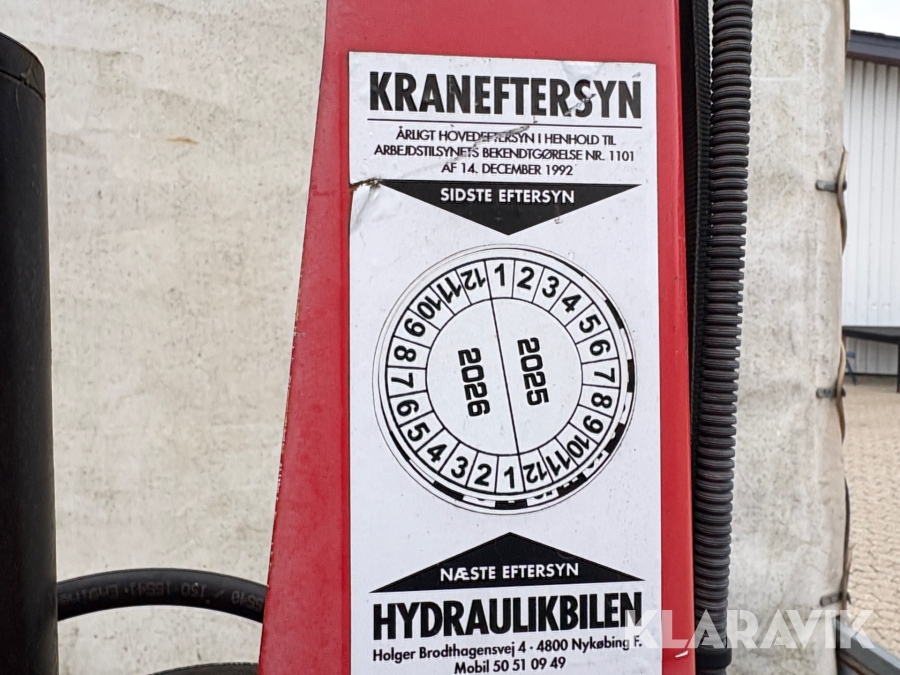 KRANEFTERSYN
ÅRLIGT HOVEDEFTERSYN I HENHOLD TIL
ARBEJDSTILSYNETS BEKENDTGØRELSE NR. 1101
AF 14. DECEMBER 1992
SIDSTE EFTERSYN
1 2 3 4 5 6 7 8 9 10 11 12
2025
1 2 3 4 5 6 7 8 9 10 11 12
2026
NÆSTE EFTERSYN
HYDRAULIKBILEN
Holger Brodthagensvej 4 - 4800 Nykøbing F.
Mobil 50 51 09 49
KLARAVIK